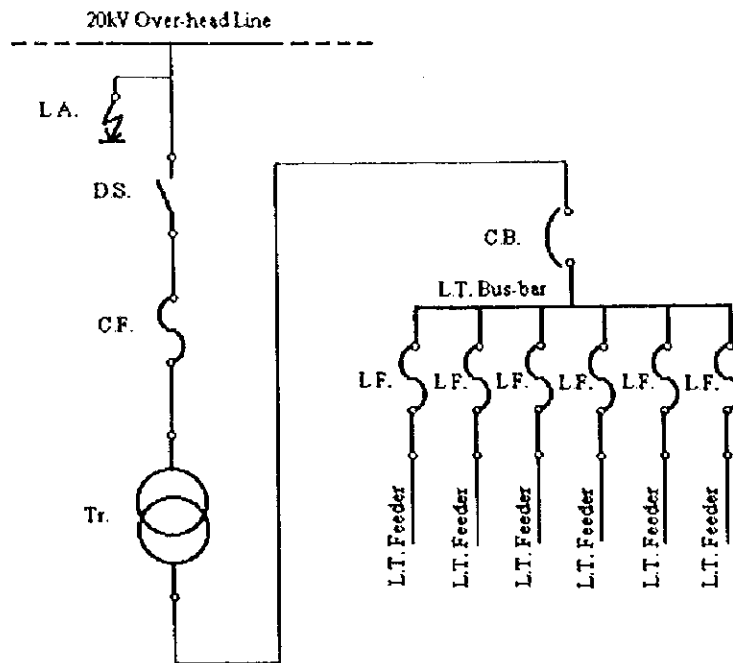 20kV Over-head Line
L.A.
D.S.
C.B.
L.T. Bus-bar
C.F.
L.F. L.F. L.F. L.F. L.F. L.F.
Tr.
L.T. Feeder
L.T. Feeder
L.T. Feeder
L.T. Feeder
L.T. Feeder
L.T. Feeder